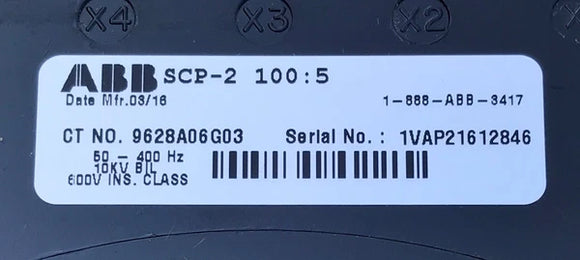 X4 X3 X2
ABB SCP-2 100:5
Date Mfr.03/16 1-888-ABB-3417
CT NO. 9628A06G03 Serial No.: 1VAP21612846
50 - 400 Hz
10KV BIL
600V INS. CLASS